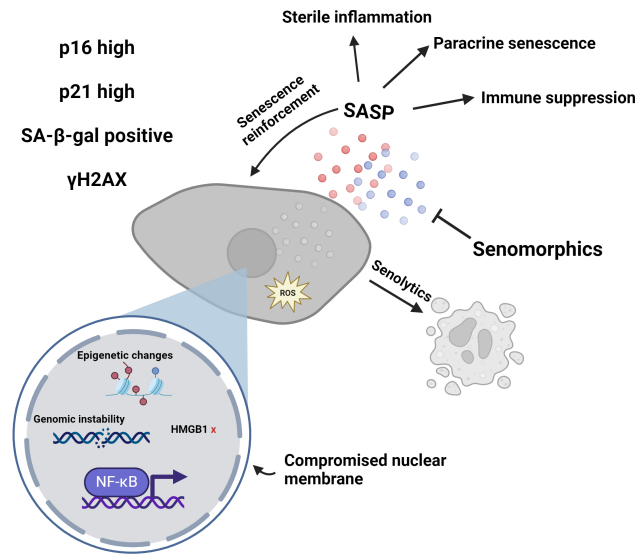 Sterile inflammation
p16 high
Paracrine senescence
p21 high
Immune suppression
Senescence
reinforcement
SASP
SA-β-gal positive
γH2AX
Senomorphics
Senolytics
ROS
Epigenetic changes
Genomic instability
HMGB1 x
NF-κB
Compromised nuclear
membrane